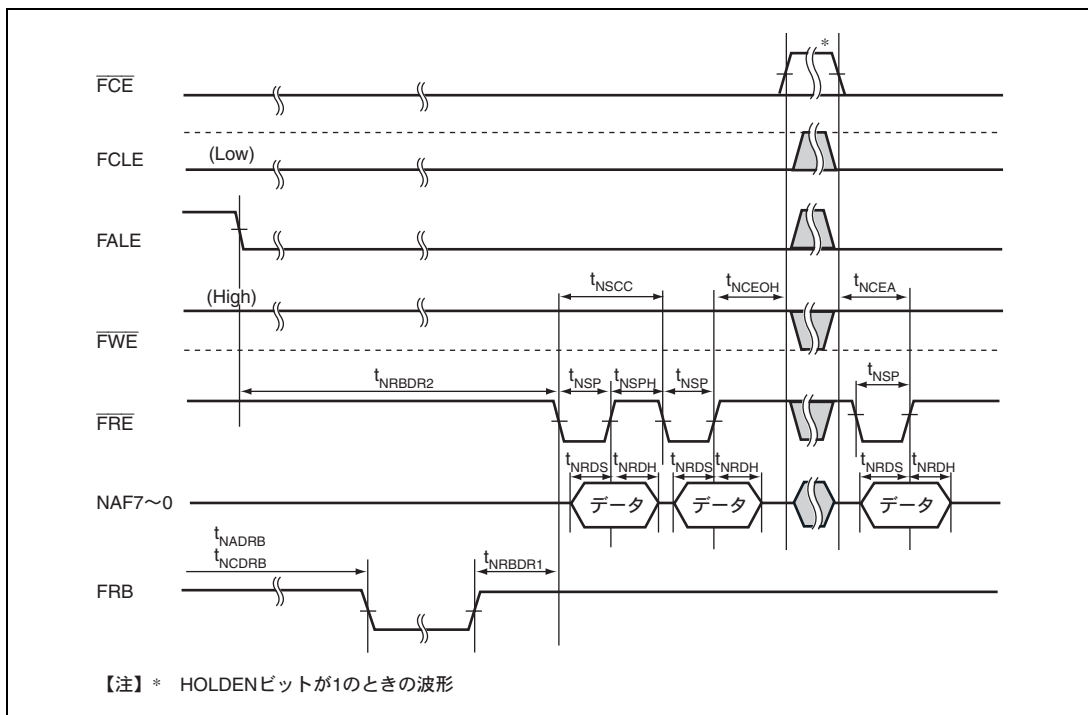 *
FCE
FCLE
(Low)
FALE
tNSCC
tNCEOH
tNCEA
(High)
FWE
tNRBDR2
tNSP
tNSPH
tNSP
tNSP
FRE
tNRDS
tNRDH
tNRDS
tNRDH
tNRDS
tNRDH
NAF7～0
データ
データ
データ
tNADRB
tNCDRB
tNRBDR1
FRB
【注】* HOLDENビットが1のときの波形